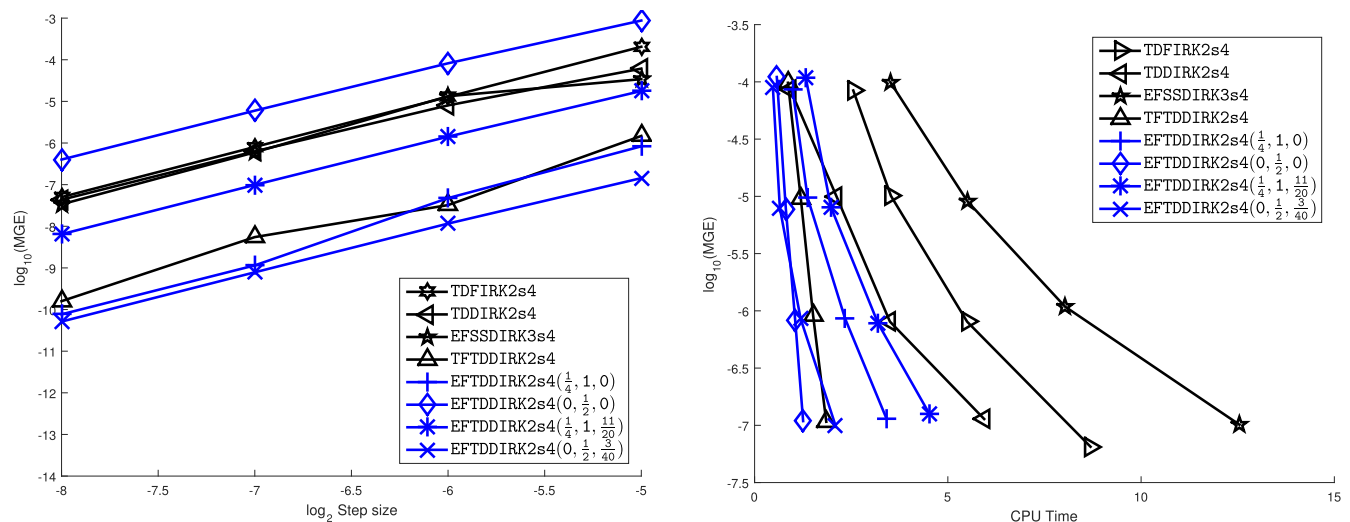 -3
-4
-5
-6
-7
-8
-9
-10
-11
-12
-13
-14
log10(MGE)
-8
-7.5
-7
-6.5
-6
-5.5
-5
log2 Step size
TDFIRK2s4
TDDIRK2s4
EFSSDIRK3s4
TFTDDIRK2s4
EFTDDIRK2s4(1/4, 1, 0)
EFTDDIRK2s4(0, 1/2, 0)
EFTDDIRK2s4(1/4, 1, 11/20)
EFTDDIRK2s4(0, 1/2, 3/40)
-3.5
-4
-4.5
-5
-5.5
-6
-6.5
-7
-7.5
log10(MGE)
0
5
10
15
CPU Time
TDFIRK2s4
TDDIRK2s4
EFSSDIRK3s4
TFTDDIRK2s4
EFTDDIRK2s4(1/4, 1, 0)
EFTDDIRK2s4(0, 1/2, 0)
EFTDDIRK2s4(1/4, 1, 11/20)
EFTDDIRK2s4(0, 1/2, 3/40)